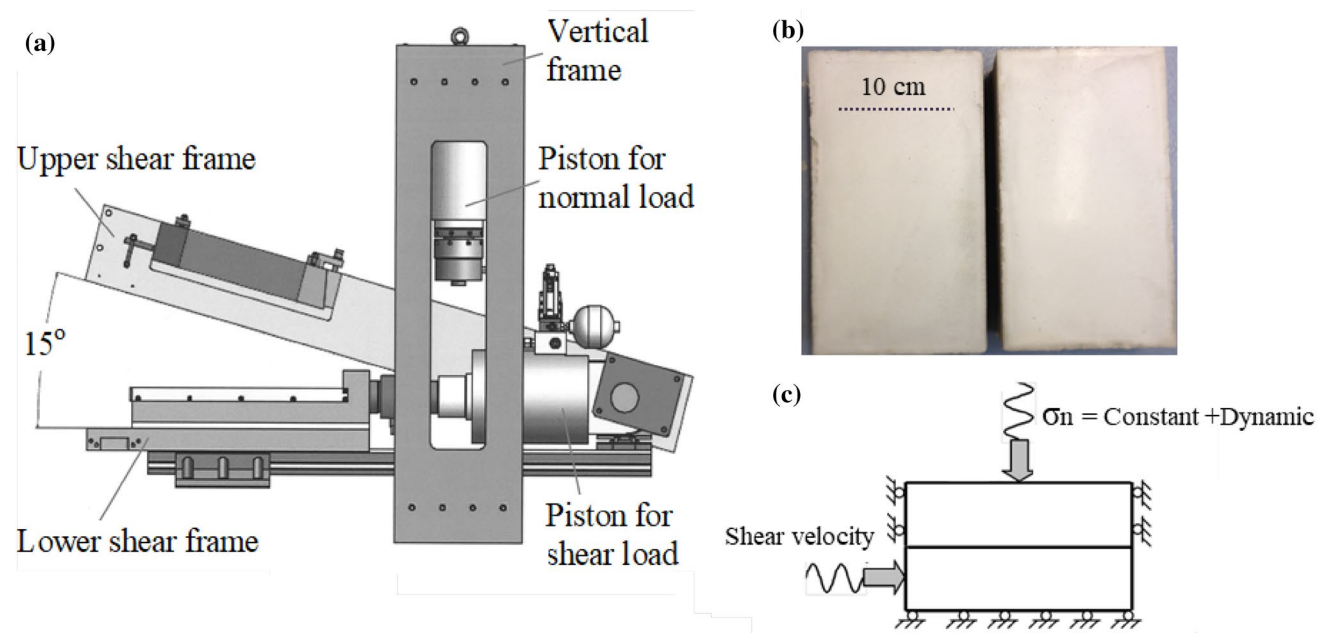 (a)
Vertical
frame
Upper shear frame
Piston for
normal load
15°
Lower shear frame
Piston for
shear load
(b)
10 cm
(c)
σn = Constant +Dynamic
Shear velocity